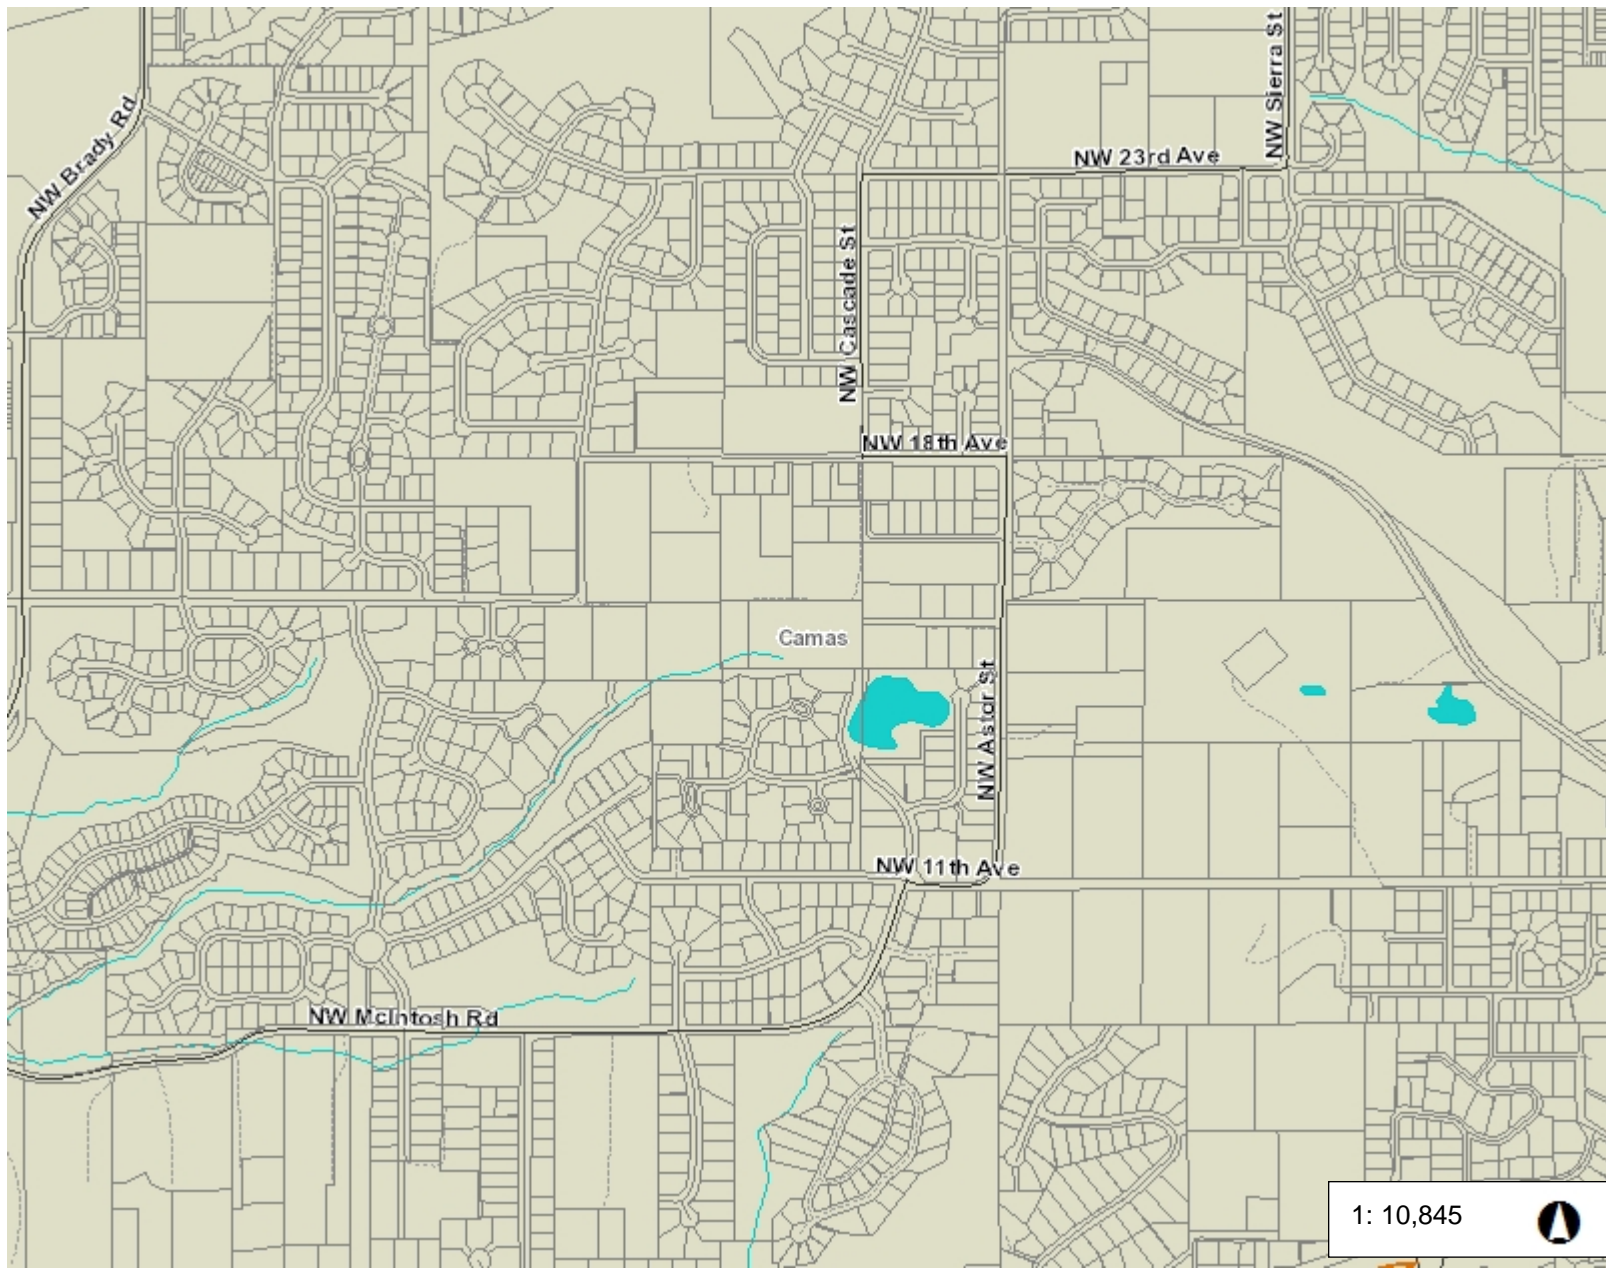 NW Sierra St
NW Brady Rd
NW 23rd Ave
NW Cascade St
NW 18th Ave
Camas
NW Astor St
NW 11th Ave
NW McIntosh Rd
1: 10,845